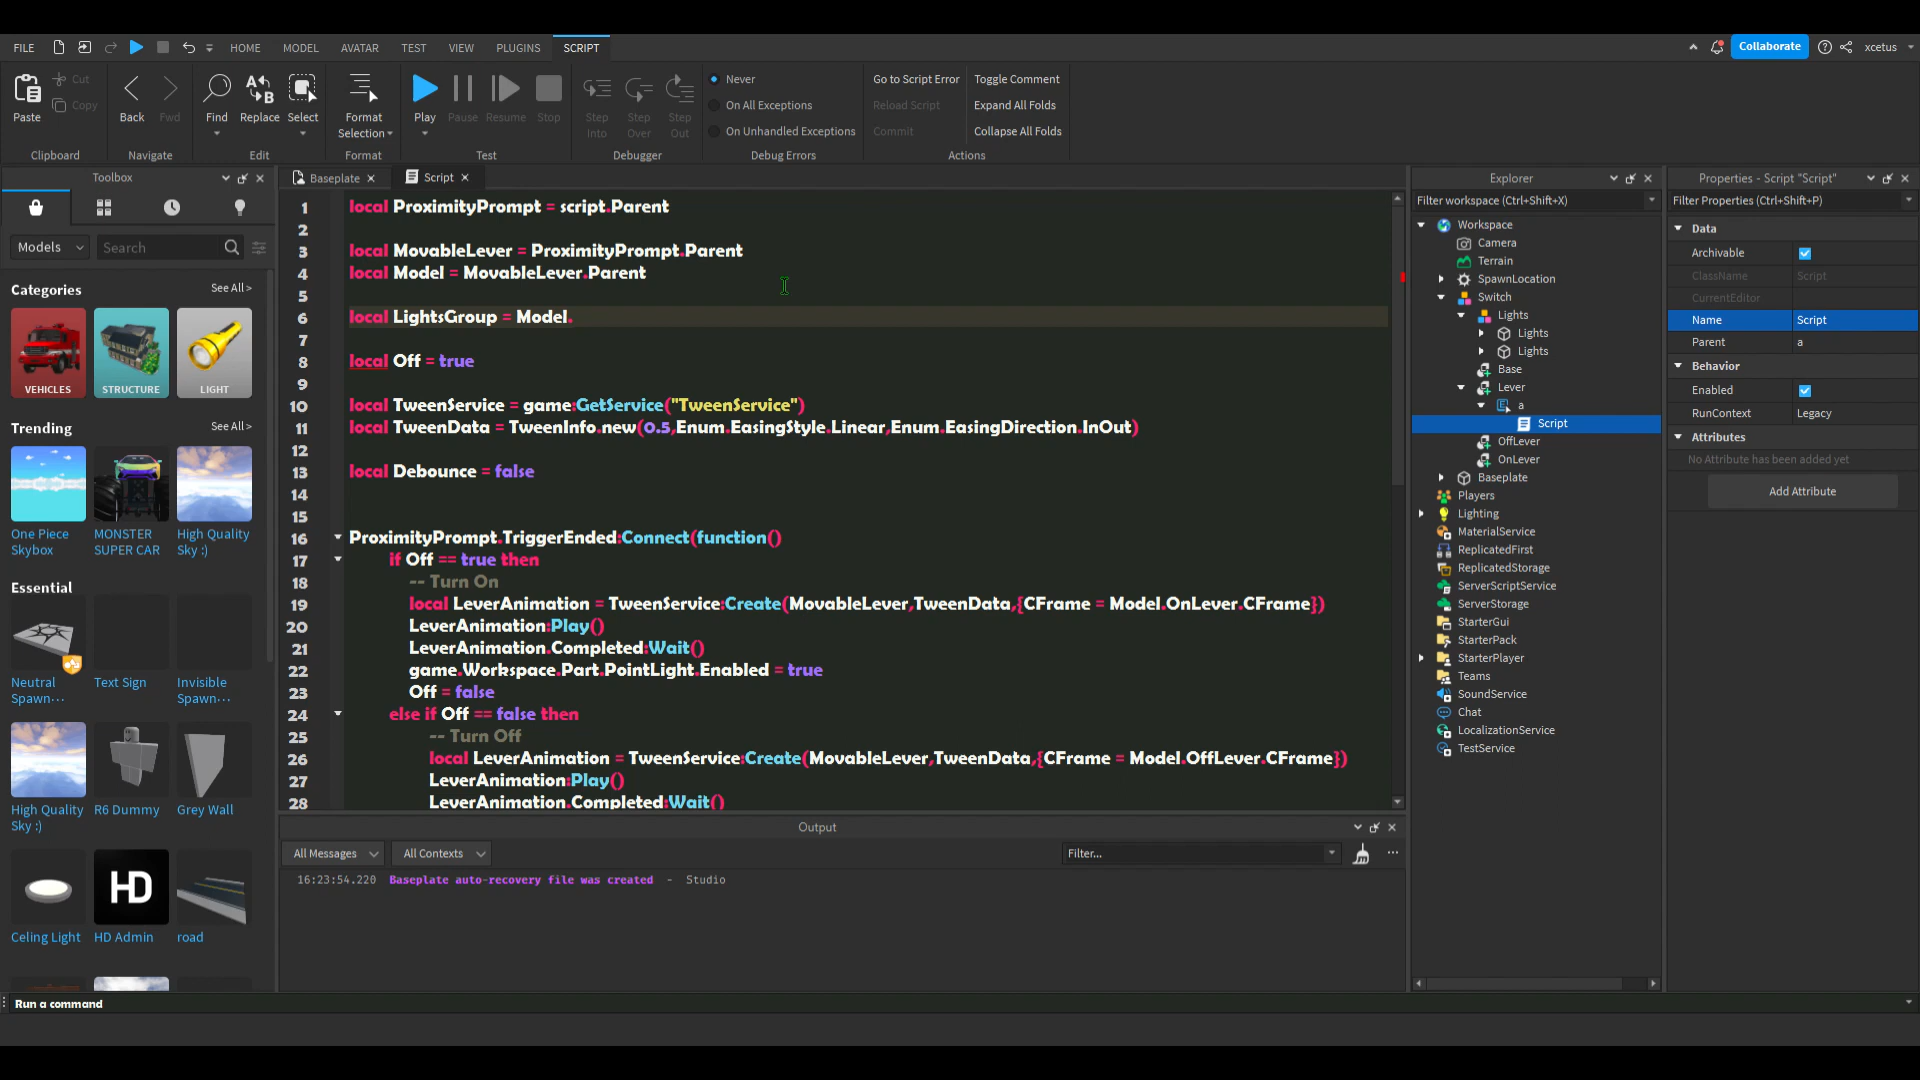 FILE
HOME
MODEL
AVATAR
TEST
VIEW
PLUGINS
SCRIPT
Collaborate
xcetus
Paste
Cut
Copy
Clipboard
Back
Fwd
Navigate
Find
Replace
Select
Edit
Format
Selection
Format
Play
Pause
Resume
Stop
Test
Step
Into
Step
Over
Step
Out
Debugger
Never
On All Exceptions
On Unhandled Exceptions
Debug Errors
Go to Script Error
Reload Script
Commit
Toggle Comment
Expand All Folds
Collapse All Folds
Actions
Toolbox
Models
Search
Categories
See All >
VEHICLES
STRUCTURE
LIGHT
Trending
See All >
One Piece
Skybox
MONSTER
SUPER CAR
High Quality
Sky :)
Essential
Neutral
Spawn···
Text Sign
Invisible
Spawn···
High Quality
Sky :)
R6 Dummy
Grey Wall
HD
Celing Light
HD Admin
road
Baseplate
Script
1 local ProximityPrompt = script.Parent
2
3 local MovableLever = ProximityPrompt.Parent
4 local Model = MovableLever.Parent
5
6 local LightsGroup = Model.
7
8 local Off = true
9
10 local TweenService = game:GetService("TweenService")
11 local TweenData = TweenInfo.new(0.5,Enum.EasingStyle.Linear,Enum.EasingDirection.InOut)
12
13 local Debounce = false
14
15
16 ProximityPrompt.TriggerEnded:Connect(function()
17 if Off == true then
18 -- Turn On
19 local LeverAnimation = TweenService:Create(MovableLever,TweenData,{CFrame = Model.OnLever.CFrame})
20 LeverAnimation:Play()
21 LeverAnimation.Completed:Wait()
22 game.Workspace.Part.PointLight.Enabled = true
23 Off = false
24 else if Off == false then
25 -- Turn Off
26 local LeverAnimation = TweenService:Create(MovableLever,TweenData,{CFrame = Model.OffLever.CFrame})
27 LeverAnimation:Play()
28 LeverAnimation.Completed:Wait()
Output
All Messages
All Contexts
Filter...
16:23:54.220 Baseplate auto-recovery file was created - Studio
Run a command
Explorer
Filter workspace (Ctrl+Shift+X)
Workspace
Camera
Terrain
SpawnLocation
Switch
Lights
Lights
Lights
Base
Lever
a
Script
OffLever
OnLever
Baseplate
Players
Lighting
MaterialService
ReplicatedFirst
ReplicatedStorage
ServerScriptService
ServerStorage
StarterGui
StarterPack
StarterPlayer
Teams
SoundService
Chat
LocalizationService
TestService
Properties - Script "Script"
Filter Properties (Ctrl+Shift+P)
Data
Archivable
ClassName Script
CurrentEditor
Name Script
Parent a
Behavior
Enabled
RunContext Legacy
Attributes
No Attribute has been added yet
Add Attribute